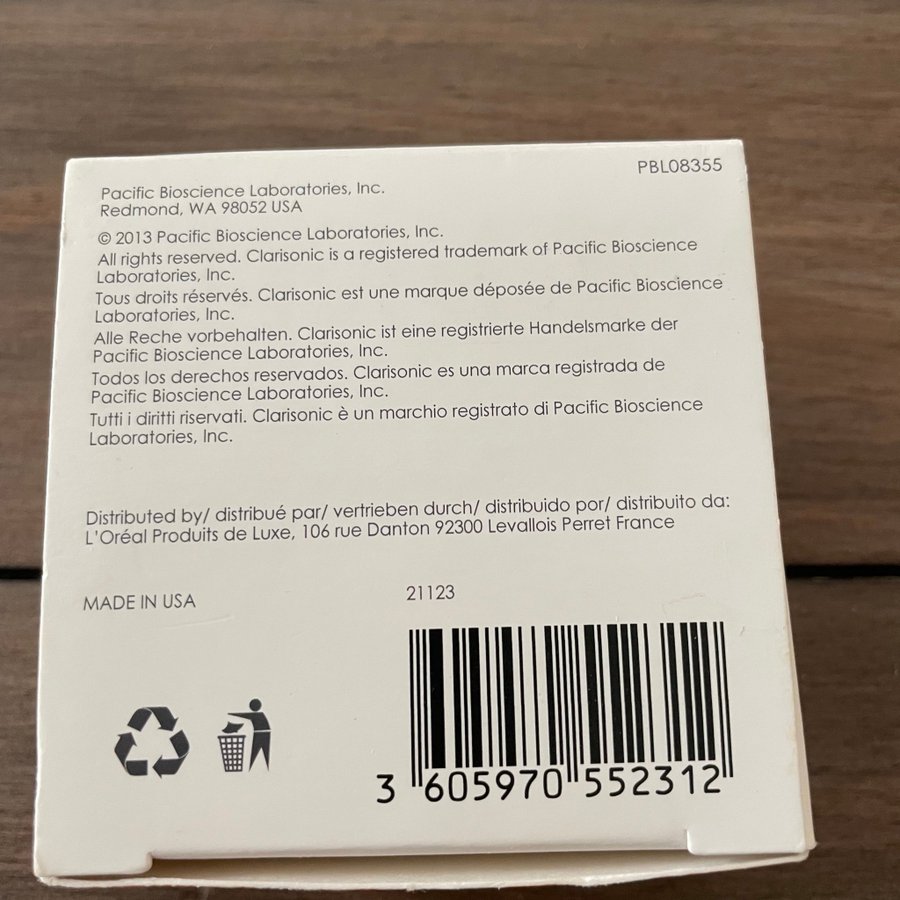 PBL08355
Pacific Bioscience Laboratories, Inc.
Redmond, WA 98052 USA
© 2013 Pacific Bioscience Laboratories, Inc.
All rights reserved. Clarisonic is a registered trademark of Pacific Bioscience
Laboratories, Inc.
Tous droits réservés. Clarisonic est une marque déposée de Pacific Bioscience
Laboratories, Inc.
Alle Reche vorbehalten. Clarisonic ist eine registrierte Handelsmarke der
Pacific Bioscience Laboratories, Inc.
Todos los derechos reservados. Clarisonic es una marca registrada de
Pacific Bioscience Laboratories, Inc.
Tutti i diritti riservati. Clarisonic è un marchio registrato di Pacific Bioscience
Laboratories, Inc.
Distributed by/ distribué par/ vertrieben durch/ distribuido por/ distribuito da:
L'Oréal Produits de Luxe, 106 rue Danton 92300 Levallois Perret France
MADE IN USA
21123
3 605970 552312